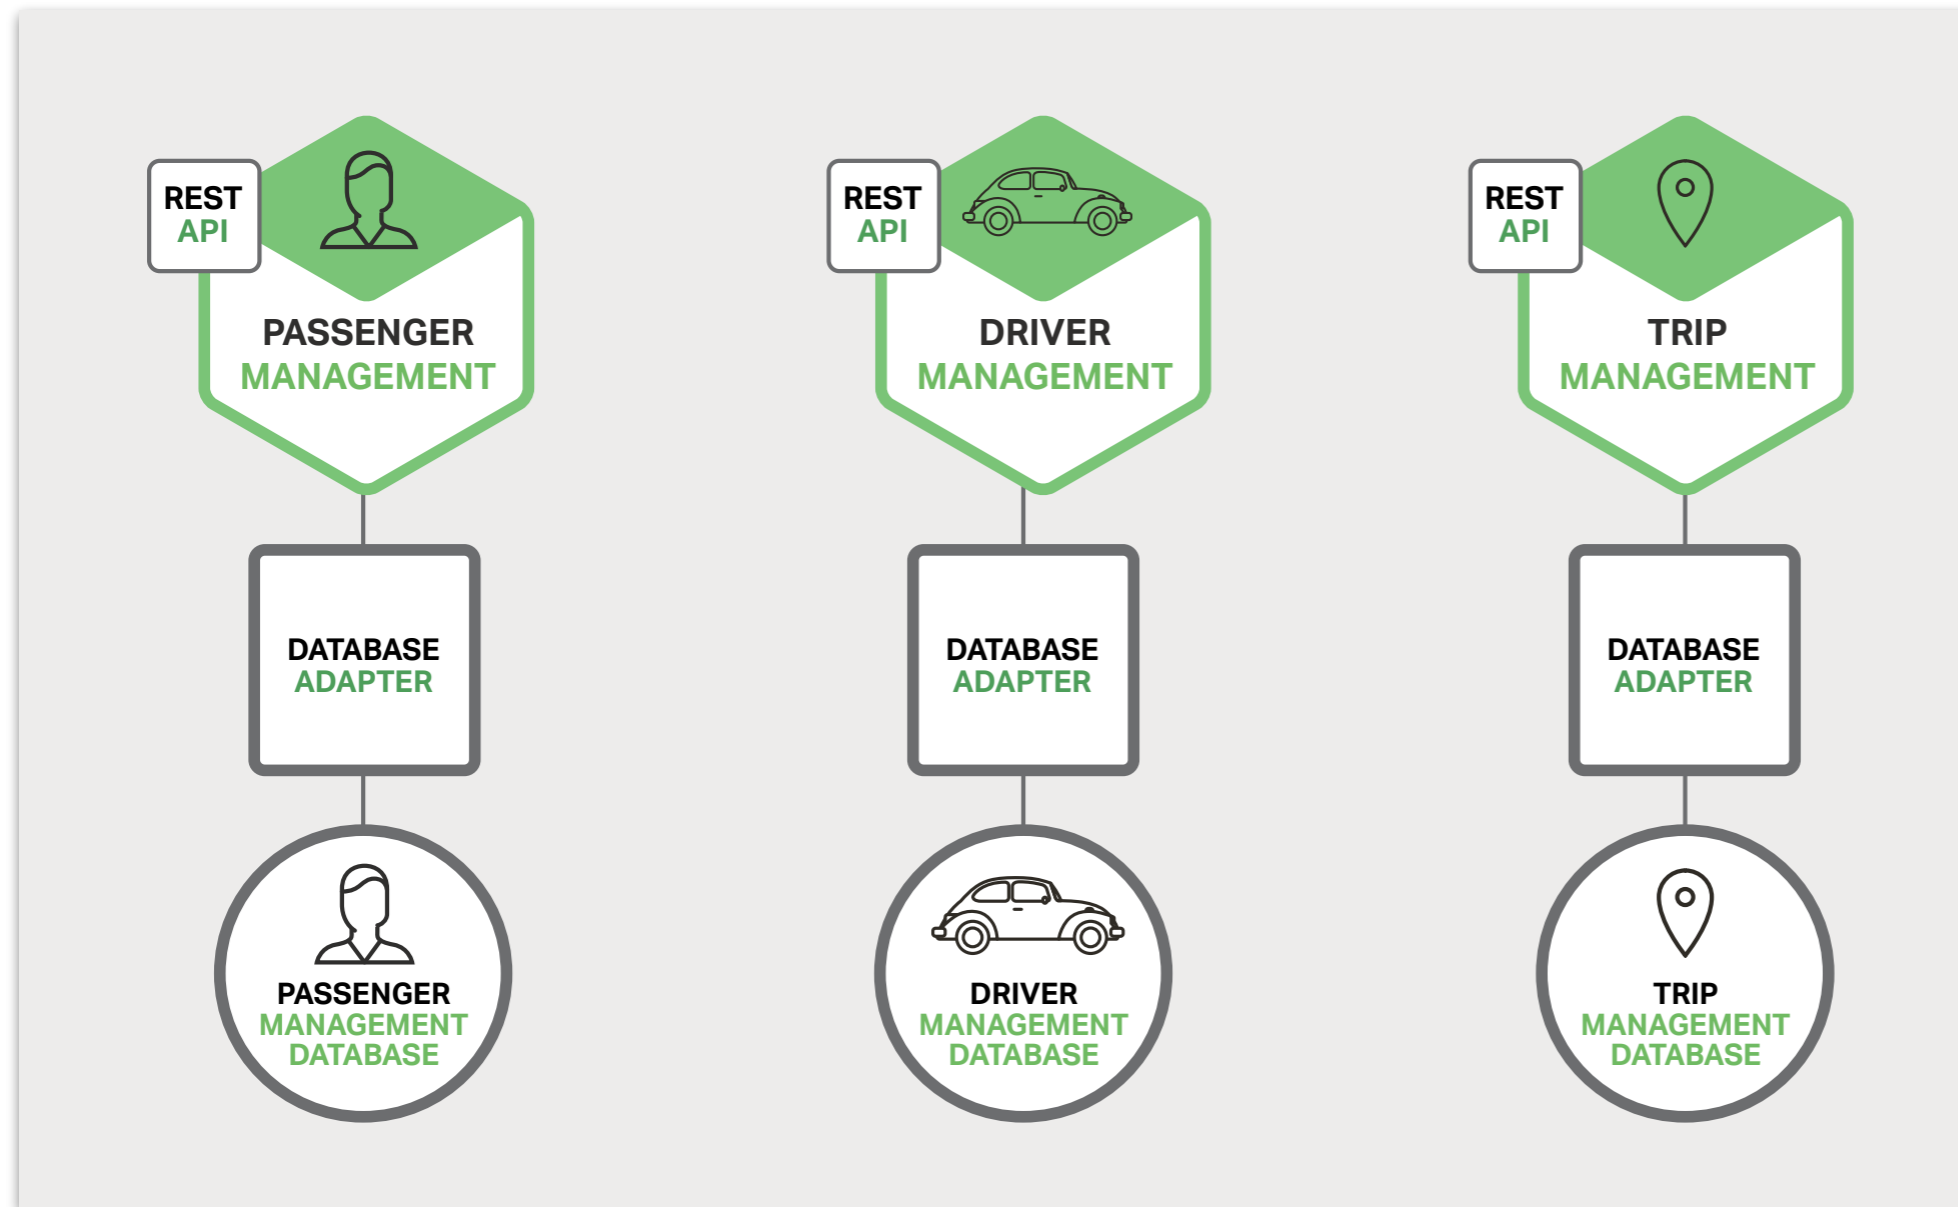 REST
API
PASSENGER
MANAGEMENT
DATABASE
ADAPTER
PASSENGER
MANAGEMENT
DATABASE
REST
API
DRIVER
MANAGEMENT
DATABASE
ADAPTER
DRIVER
MANAGEMENT
DATABASE
REST
API
TRIP
MANAGEMENT
DATABASE
ADAPTER
TRIP
MANAGEMENT
DATABASE